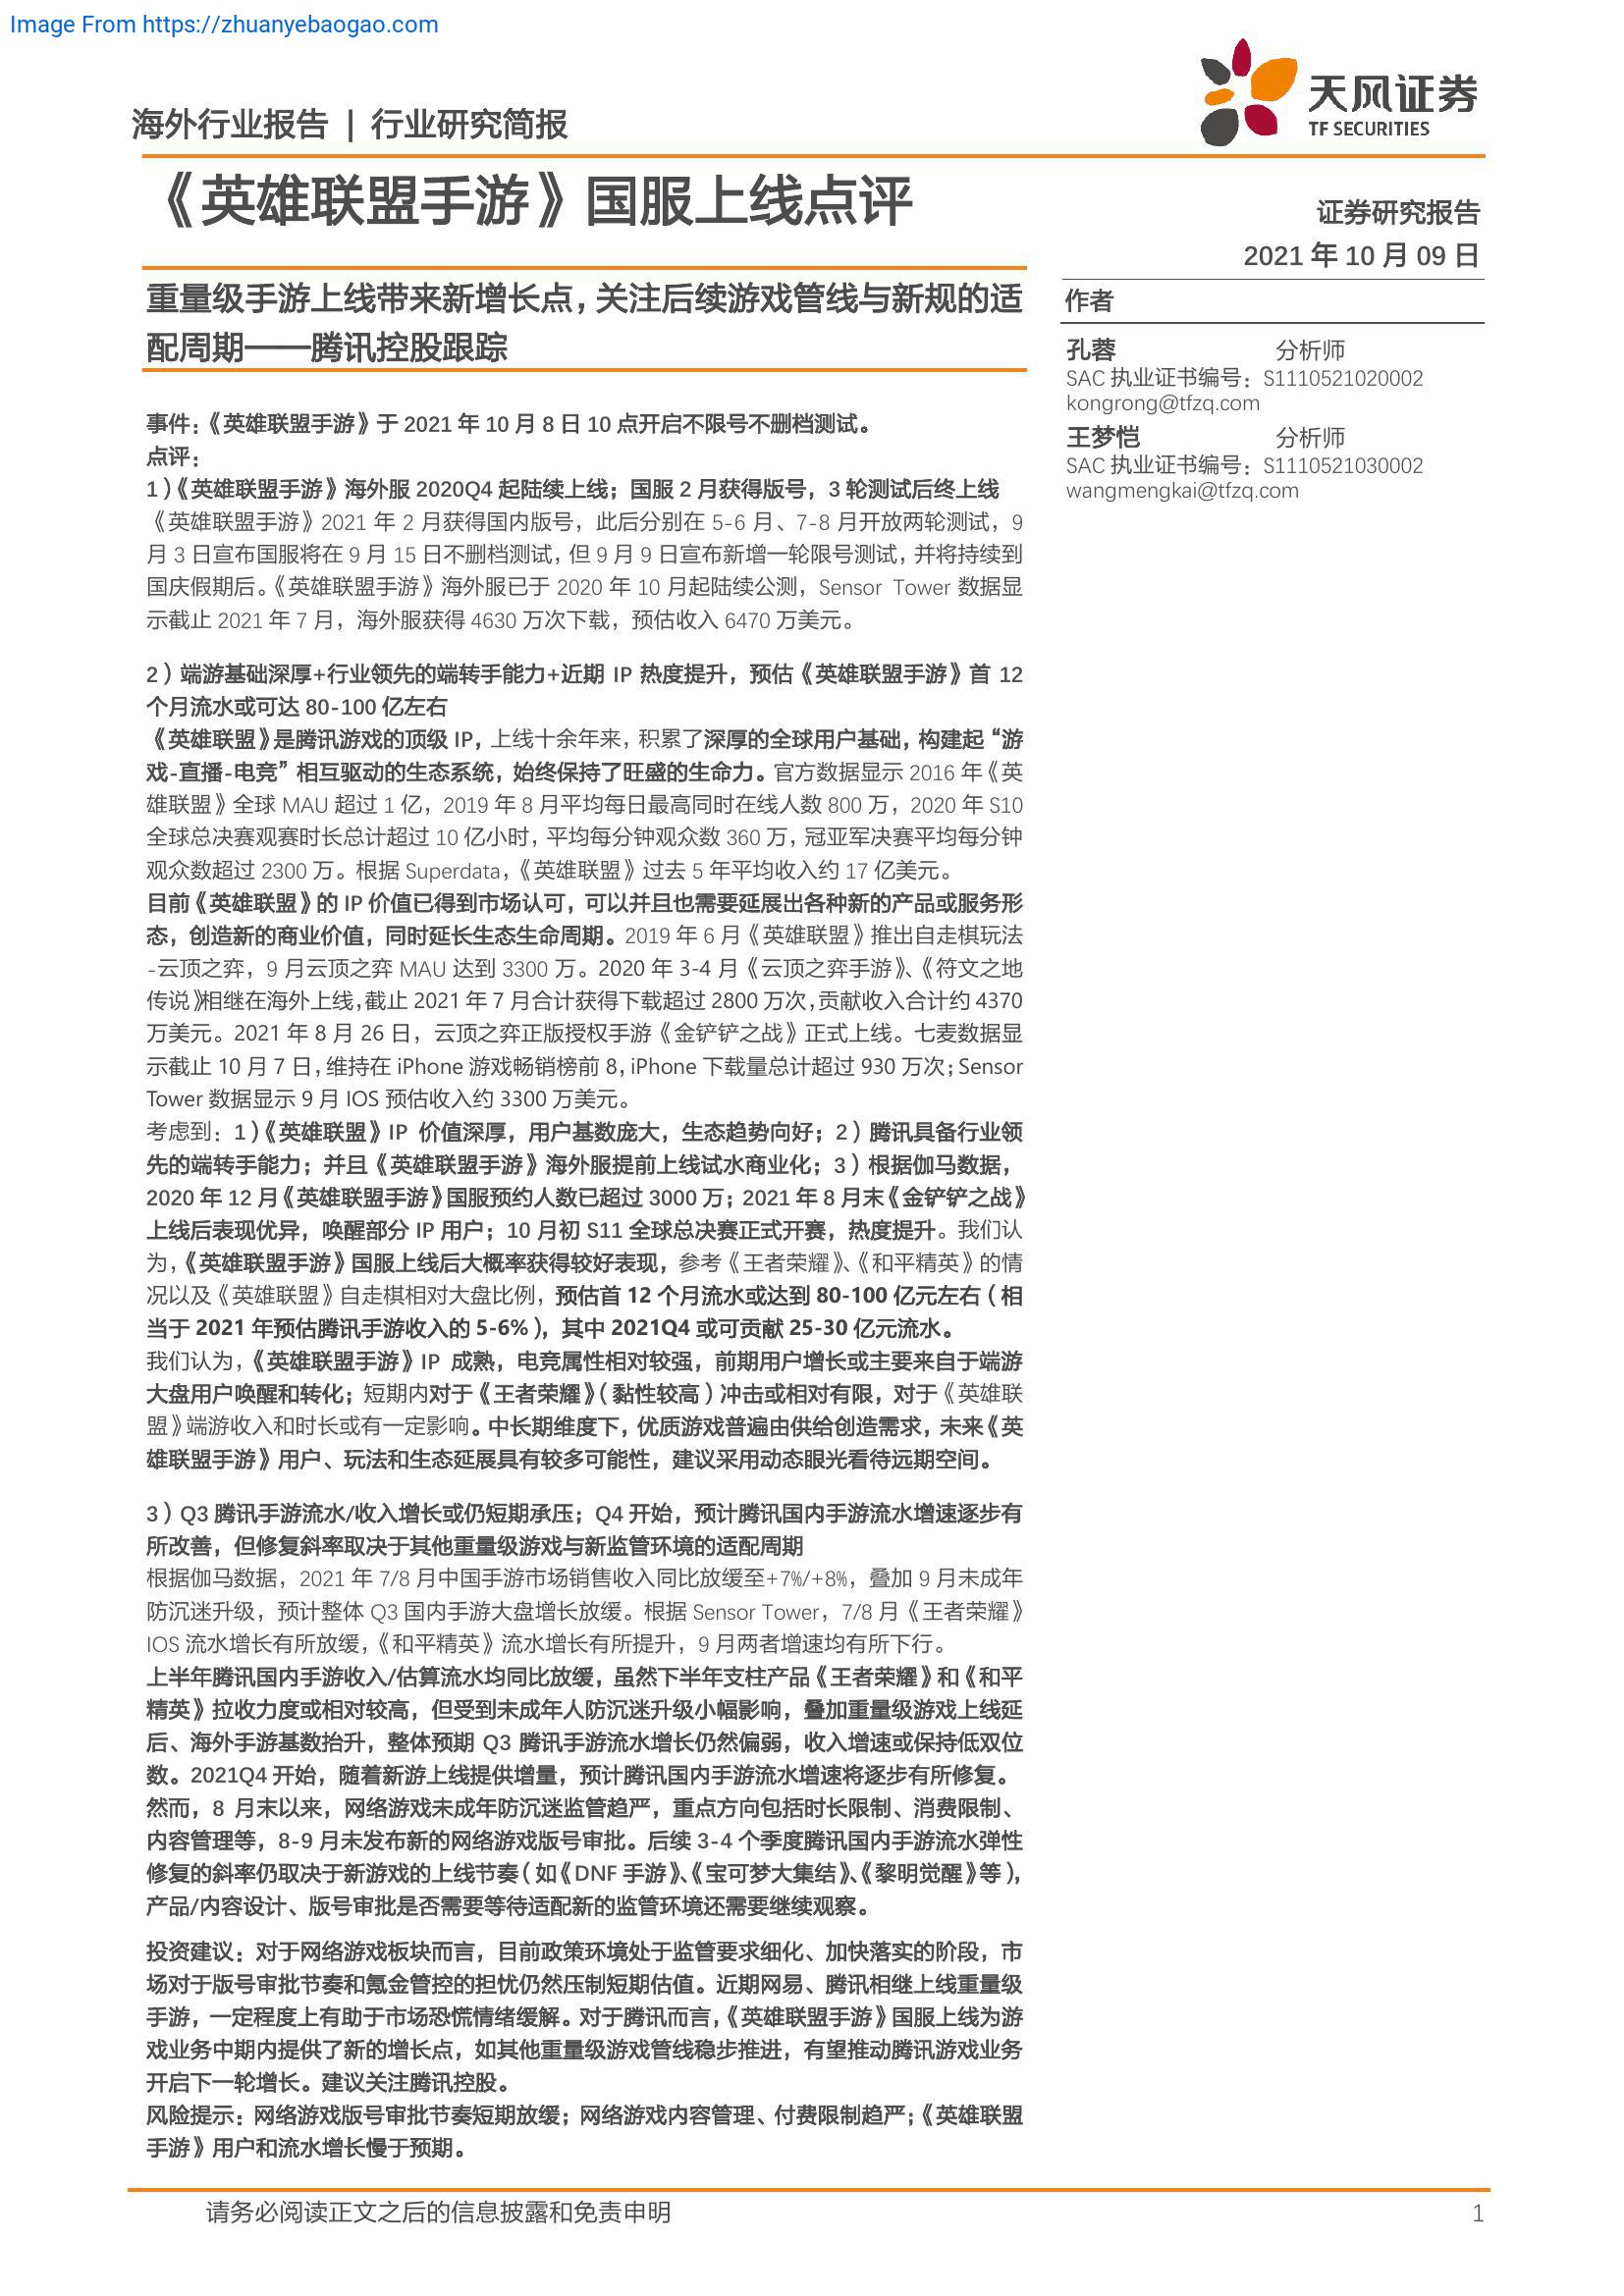 Image From https://zhuanyebaogao.com
海外行业报告 | 行业研究简报
天风证券
TF SECURITIES
《英雄联盟手游》国服上线点评
证券研究报告
2021 年 10 月 09 日
重量级手游上线带来新增长点，关注后续游戏管线与新规的适
配周期——腾讯控股跟踪
作者
孔蓉 分析师
SAC 执业证书编号：S1110521020002
kongrong@tfzq.com
王梦恺 分析师
SAC 执业证书编号：S1110521030002
wangmengkai@tfzq.com
事件：《英雄联盟手游》于 2021 年 10 月 8 日 10 点开启不限号不删档测试。
点评：
1）《英雄联盟手游》海外服 2020Q4 起陆续上线；国服 2 月获得版号，3 轮测试后终上线
《英雄联盟手游》2021 年 2 月获得国内版号，此后分别在 5-6 月、7-8 月开放两轮测试，9
月 3 日宣布国服将在 9 月 15 日不删档测试，但 9 月 9 日宣布新增一轮限号测试，并将持续到
国庆假期后。《英雄联盟手游》海外服已于 2020 年 10 月起陆续公测，Sensor Tower 数据显
示截止 2021 年 7 月，海外服获得 4630 万次下载，预估收入 6470 万美元。
2）端游基础深厚+行业领先的端转手能力+近期 IP 热度提升，预估《英雄联盟手游》首 12
个月流水或可达 80-100 亿左右
《英雄联盟》是腾讯游戏的顶级 IP，上线十余年来，积累了深厚的全球用户基础，构建起“游
戏-直播-电竞”相互驱动的生态系统，始终保持了旺盛的生命力。官方数据显示 2016 年《英
雄联盟》全球 MAU 超过 1 亿，2019 年 8 月平均每日最高同时在线人数 800 万，2020 年 S10
全球总决赛观赛时长总计超过 10 亿小时，平均每分钟观众数 360 万，冠亚军决赛平均每分钟
观众数超过 2300 万。根据 Superdata，《英雄联盟》过去 5 年平均收入约 17 亿美元。
目前《英雄联盟》的 IP 价值已得到市场认可，可以并且也需要延展出各种新的产品或服务形
态，创造新的商业价值，同时延长生态生命周期。2019 年 6 月《英雄联盟》推出自走棋玩法
-云顶之弈，9 月云顶之弈 MAU 达到 3300 万。2020 年 3-4 月《云顶之弈手游》、《符文之地
传说》相继在海外上线，截止 2021 年 7 月合计获得下载超过 2800 万次，贡献收入合计约 4370
万美元。2021 年 8 月 26 日，云顶之弈正版授权手游《金铲铲之战》正式上线。七麦数据显
示截止 10 月 7 日，维持在 iPhone 游戏畅销榜前 8，iPhone 下载量总计超过 930 万次；Sensor
Tower 数据显示 9 月 IOS 预估收入约 3300 万美元。
考虑到：1）《英雄联盟》IP 价值深厚，用户基数庞大，生态趋势向好；2）腾讯具备行业领
先的端转手能力；并且《英雄联盟手游》海外服提前上线试水商业化；3）根据伽马数据，
2020 年 12 月《英雄联盟手游》国服预约人数已超过 3000 万；2021 年 8 月末《金铲铲之战》
上线后表现优异，唤醒部分 IP 用户；10 月初 S11 全球总决赛正式开赛，热度提升。我们认
为，《英雄联盟手游》国服上线后大概率获得较好表现，参考《王者荣耀》、《和平精英》的情
况以及《英雄联盟》自走棋相对大盘比例，预估首 12 个月流水或达到 80-100 亿元左右（相
当于 2021 年预估腾讯手游收入的 5-6%），其中 2021Q4 或可贡献 25-30 亿元流水。
我们认为，《英雄联盟手游》IP 成熟，电竞属性相对较强，前期用户增长或主要来自于端游
大盘用户唤醒和转化；短期内对于《王者荣耀》（黏性较高）冲击或相对有限，对于《英雄联
盟》端游收入和时长或有一定影响。中长期维度下，优质游戏普遍由供给创造需求，未来《英
雄联盟手游》用户、玩法和生态延展具有较多可能性，建议采用动态眼光看待远期空间。
3）Q3 腾讯手游流水/收入增长或仍短期承压；Q4 开始，预计腾讯国内手游流水增速逐步有
所改善，但修复斜率取决于其他重量级游戏与新监管环境的适配周期
根据伽马数据，2021 年 7/8 月中国手游市场销售收入同比放缓至+7%/+8%，叠加 9 月未成年
防沉迷升级，预计整体 Q3 国内手游大盘增长放缓。根据 Sensor Tower，7/8 月《王者荣耀》
IOS 流水增长有所放缓，《和平精英》流水增长有所提升，9 月两者增速均有所下行。
上半年腾讯国内手游收入/估算流水均同比放缓，虽然下半年支柱产品《王者荣耀》和《和平
精英》拉收力度或相对较高，但受到未成年人防沉迷升级小幅影响，叠加重量级游戏上线延
后、海外手游基数抬升，整体预期 Q3 腾讯手游流水增长仍然偏弱，收入增速或保持低双位
数。2021Q4 开始，随着新游上线提供增量，预计腾讯国内手游流水增速将逐步有所修复。
然而，8 月末以来，网络游戏未成年防沉迷监管趋严，重点方向包括时长限制、消费限制、
内容管理等，8-9 月未发布新的网络游戏版号审批。后续 3-4 个季度腾讯国内手游流水弹性
修复的斜率仍取决于新游戏的上线节奏（如《DNF 手游》、《宝可梦大集结》、《黎明觉醒》等），
产品/内容设计、版号审批是否需要等待适配新的监管环境还需要继续观察。
投资建议：对于网络游戏板块而言，目前政策环境处于监管要求细化、加快落实的阶段，市
场对于版号审批节奏和氪金管控的担忧仍然压制短期估值。近期网易、腾讯相继上线重量级
手游，一定程度上有助于市场恐慌情绪缓解。对于腾讯而言，《英雄联盟手游》国服上线为游
戏业务中期内提供了新的增长点，如其他重量级游戏管线稳步推进，有望推动腾讯游戏业务
开启下一轮增长。建议关注腾讯控股。
风险提示：网络游戏版号审批节奏短期放缓；网络游戏内容管理、付费限制趋严；《英雄联盟
手游》用户和流水增长慢于预期。
请务必阅读正文之后的信息披露和免责申明 1